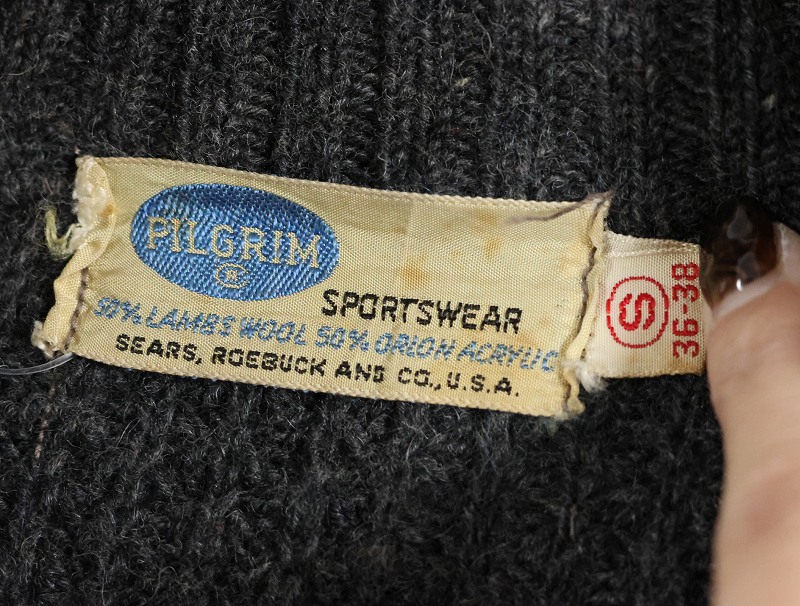 PILGRIM
®
SPORTSWEAR
50% LAMBS WOOL 50% ORLON ACRYLIC
SEARS, ROEBUCK AND CO., U.S.A.
S
36-38